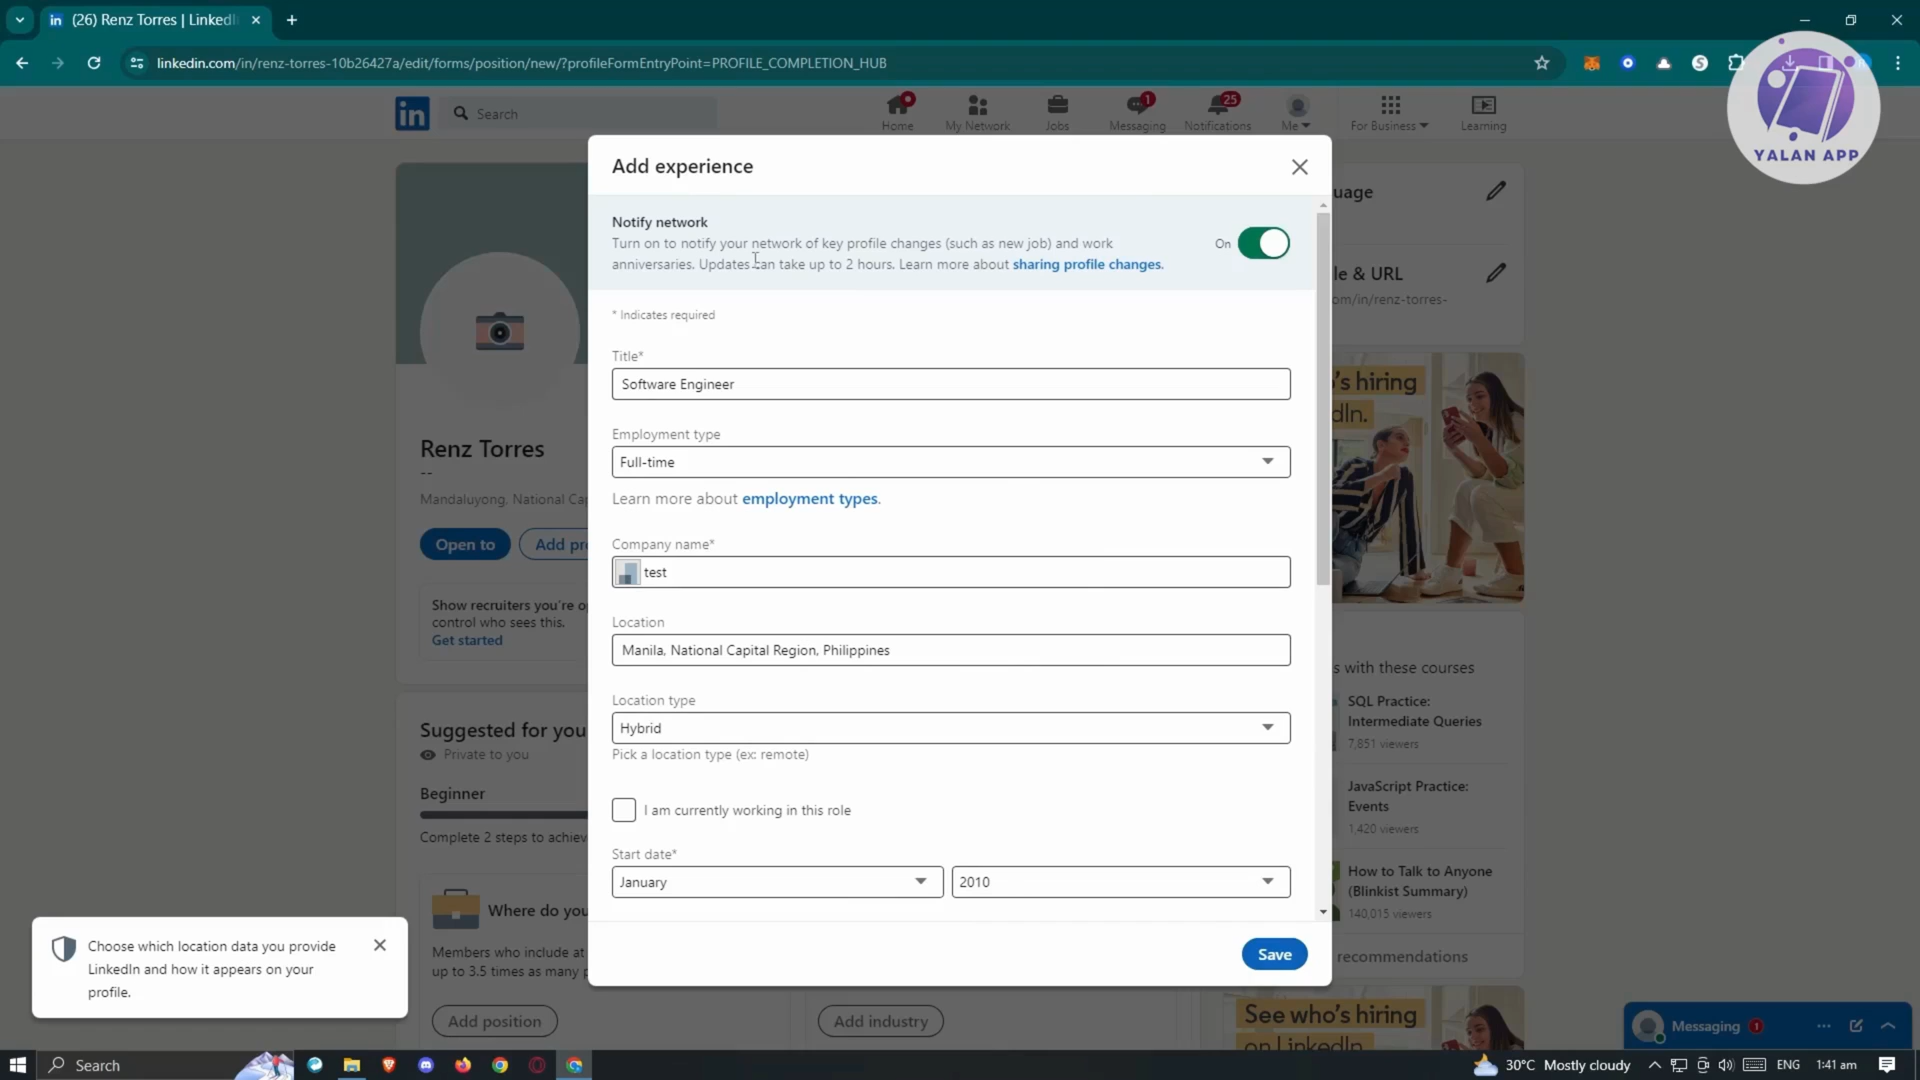 (26) Renz Torres | LinkedI
linkedin.com/in/renz-torres-10b26427a/edit/forms/position/new/?profileFormEntryPoint=PROFILE_COMPLETION_HUB
YALAN APP
in
Search
Home
My Network
Jobs
1
Messaging
25
Notifications
Me
For Business
Learning
Add experience
Notify network
Turn on to notify your network of key profile changes (such as new job) and work
anniversaries. Updates can take up to 2 hours. Learn more about sharing profile changes.
On
* Indicates required
Title*
Software Engineer
Employment type
Full-time
Learn more about employment types.
Company name*
test
Location
Manila, National Capital Region, Philippines
Location type
Hybrid
Pick a location type (ex: remote)
I am currently working in this role
Start date*
January
2010
Save
Renz Torres
--
Mandaluyong, National Cap
Open to
Add pr
Show recruiters you're o
control who sees this.
Get started
Suggested for you
Private to you
Beginner
Complete 2 steps to achiev
Where do you
Members who include at
up to 3.5 times as many p
Add position
Add industry
uage
le & URL
om/in/renz-torres-
's hiring
dIn.
s with these courses
SQL Practice:
Intermediate Queries
7,851 viewers
JavaScript Practice:
Events
1,420 viewers
How to Talk to Anyone
(Blinkist Summary)
140,015 viewers
recommendations
See who's hiring
on LinkedIn
Choose which location data you provide
LinkedIn and how it appears on your
profile.
Messaging
1
Search
30°C Mostly cloudy
ENG
1:41 am